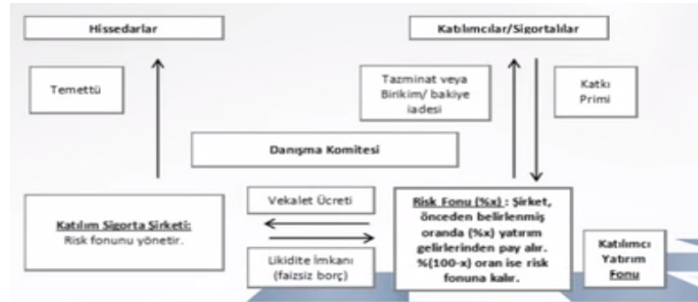 Hissedarlar
Katılımcılar/Sigortalılar
Temettü
Tazminat veya
Birikim/ bakiye
iadesi
Katkı
Primi
Danışma Komitesi
Vekalet Ücreti
Katılım Sigorta Şirketi:
Risk fonunu yönetir.
Likidite İmkanı
(faizsiz borç)
Risk Fonu (%x) : Şirket,
önceden belirlenmiş
oranda (%x) yatırım
gelirlerinden pay alır.
%(100-x) oran ise risk
fonuna kalır.
Katılımcı
Yatırım
Fonu